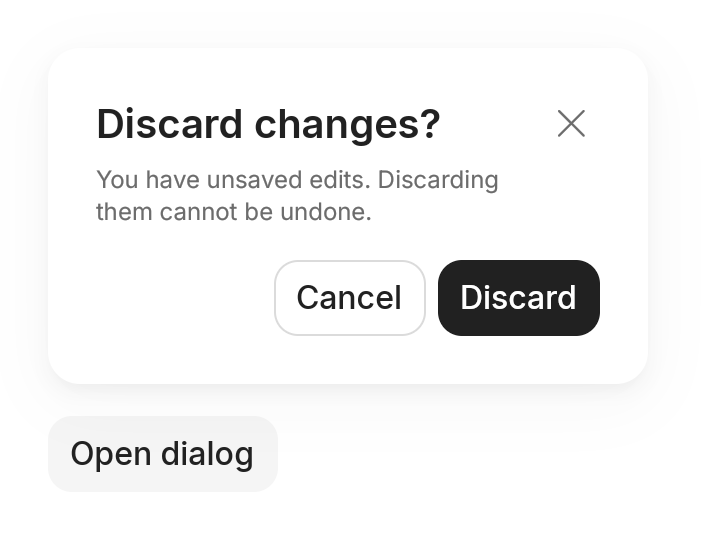 Discard changes?
You have unsaved edits. Discarding
them cannot be undone.
Cancel
Discard
Open dialog